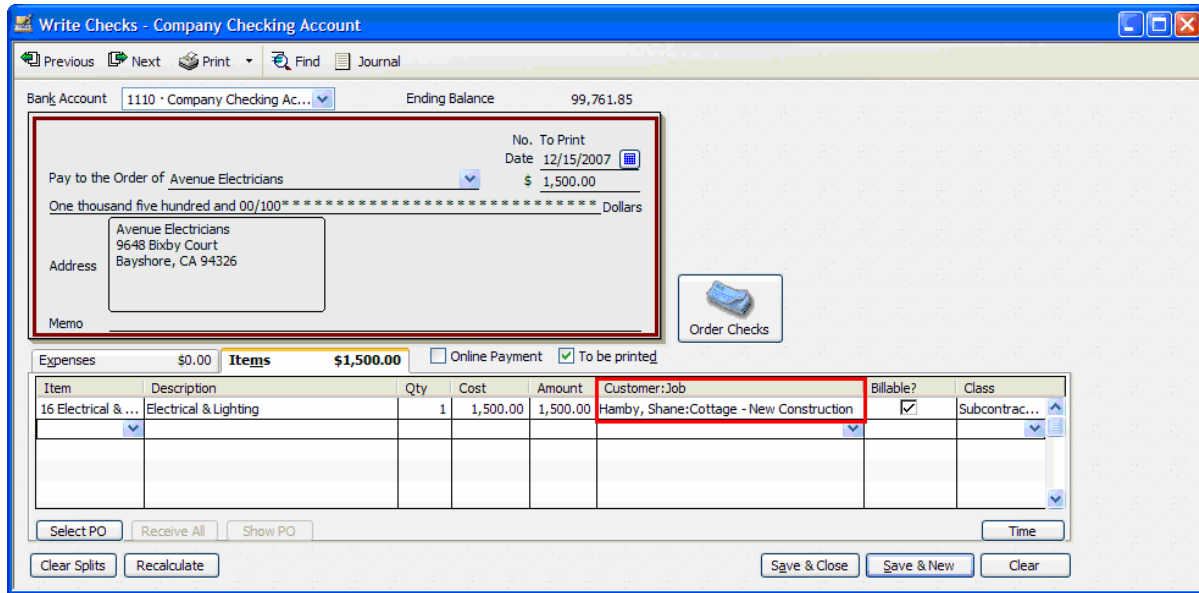 Write Checks - Company Checking Account
Previous Next Print Find Journal
Bank Account 1110 · Company Checking Ac... Ending Balance 99,761.85
No. To Print
Date 12/15/2007
Pay to the Order of Avenue Electricians $ 1,500.00
One thousand five hundred and 00/100* * * * * * * * * * * * * * * * * * * * * * * * * * * * * Dollars
Avenue Electricians
9648 Bixby Court
Address Bayshore, CA 94326
Memo
Order Checks
Expenses $0.00 Items $1,500.00 Online Payment To be printed
Item Description Qty Cost Amount Customer:Job Billable? Class
16 Electrical & ... Electrical & Lighting 1 1,500.00 1,500.00 Hamby, Shane:Cottage - New Construction Subcontrac...
Select PO Receive All Show PO Time
Clear Splits Recalculate Save & Close Save & New Clear